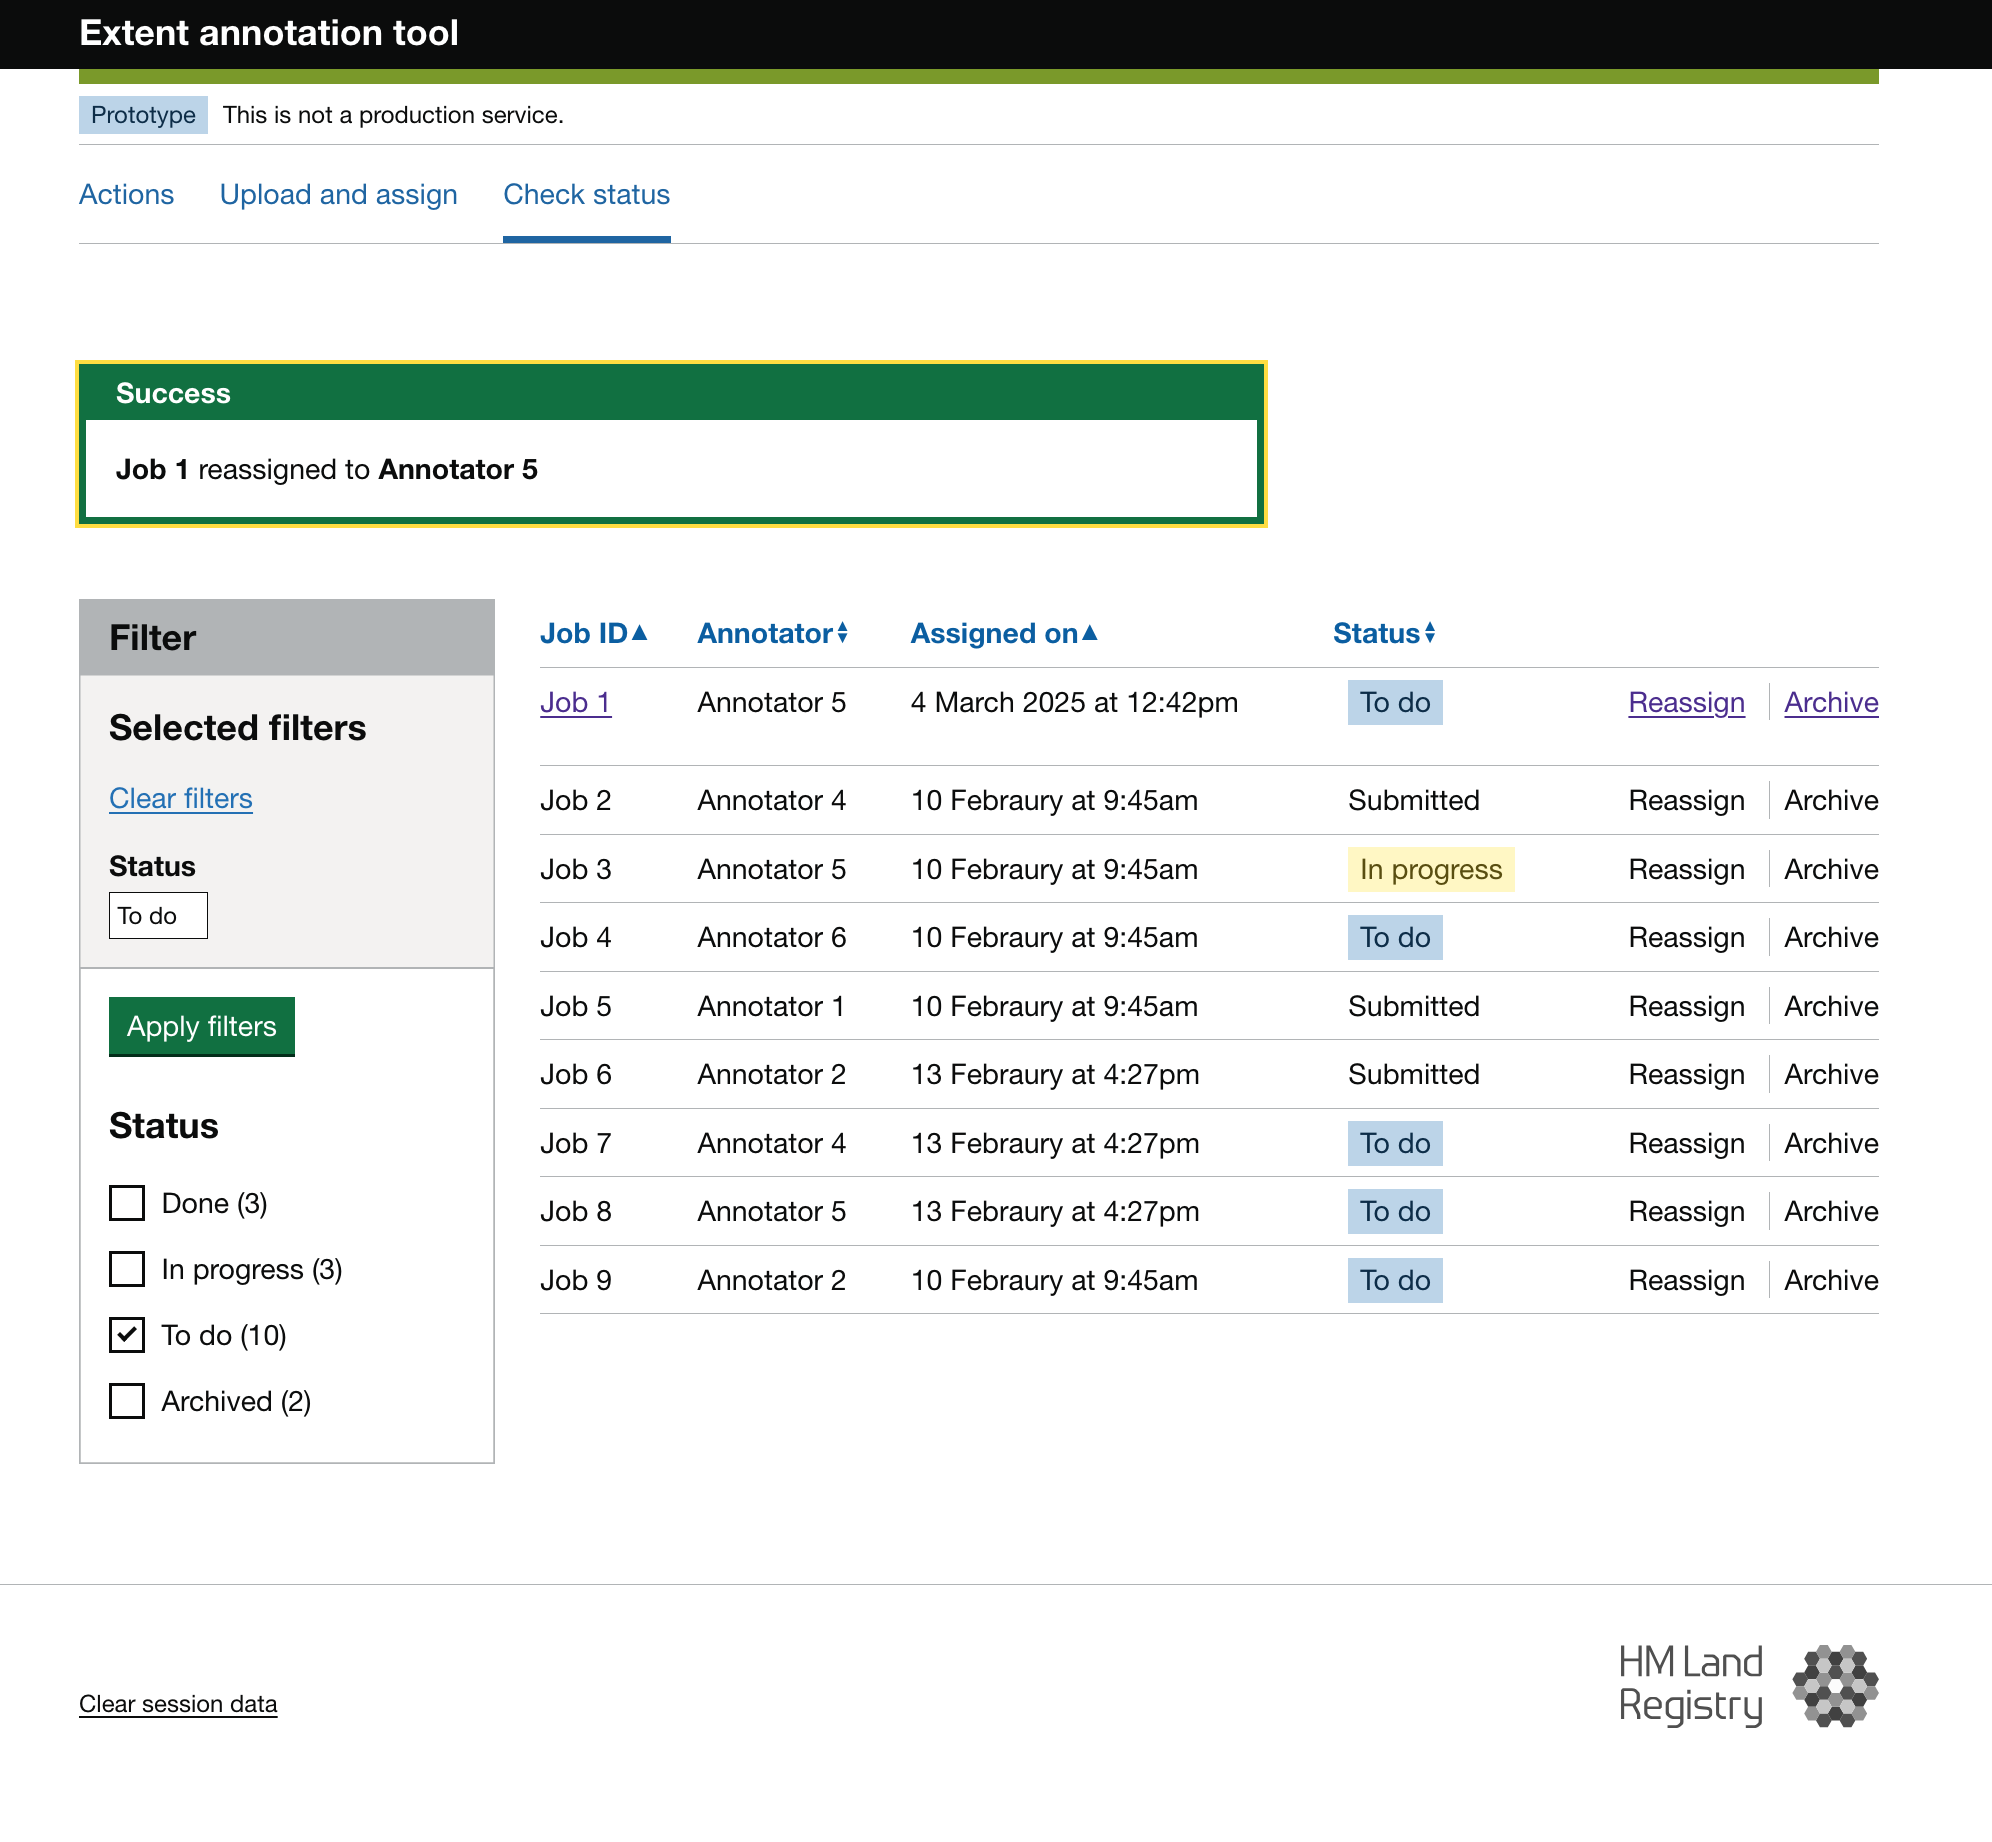 Extent annotation tool
Prototype This is not a production service.
Actions Upload and assign Check status
Success
Job 1 reassigned to Annotator 5
Filter
Selected filters
Clear filters
Status
To do
Apply filters
Status
Done (3)
In progress (3)
To do (10)
Archived (2)
Job ID Annotator Assigned on Status
Job 1 Annotator 5 4 March 2025 at 12:42pm To do Reassign Archive
Job 2 Annotator 4 10 Febraury at 9:45am Submitted Reassign Archive
Job 3 Annotator 5 10 Febraury at 9:45am In progress Reassign Archive
Job 4 Annotator 6 10 Febraury at 9:45am To do Reassign Archive
Job 5 Annotator 1 10 Febraury at 9:45am Submitted Reassign Archive
Job 6 Annotator 2 13 Febraury at 4:27pm Submitted Reassign Archive
Job 7 Annotator 4 13 Febraury at 4:27pm To do Reassign Archive
Job 8 Annotator 5 13 Febraury at 4:27pm To do Reassign Archive
Job 9 Annotator 2 10 Febraury at 9:45am To do Reassign Archive
Clear session data
HM Land
Registry